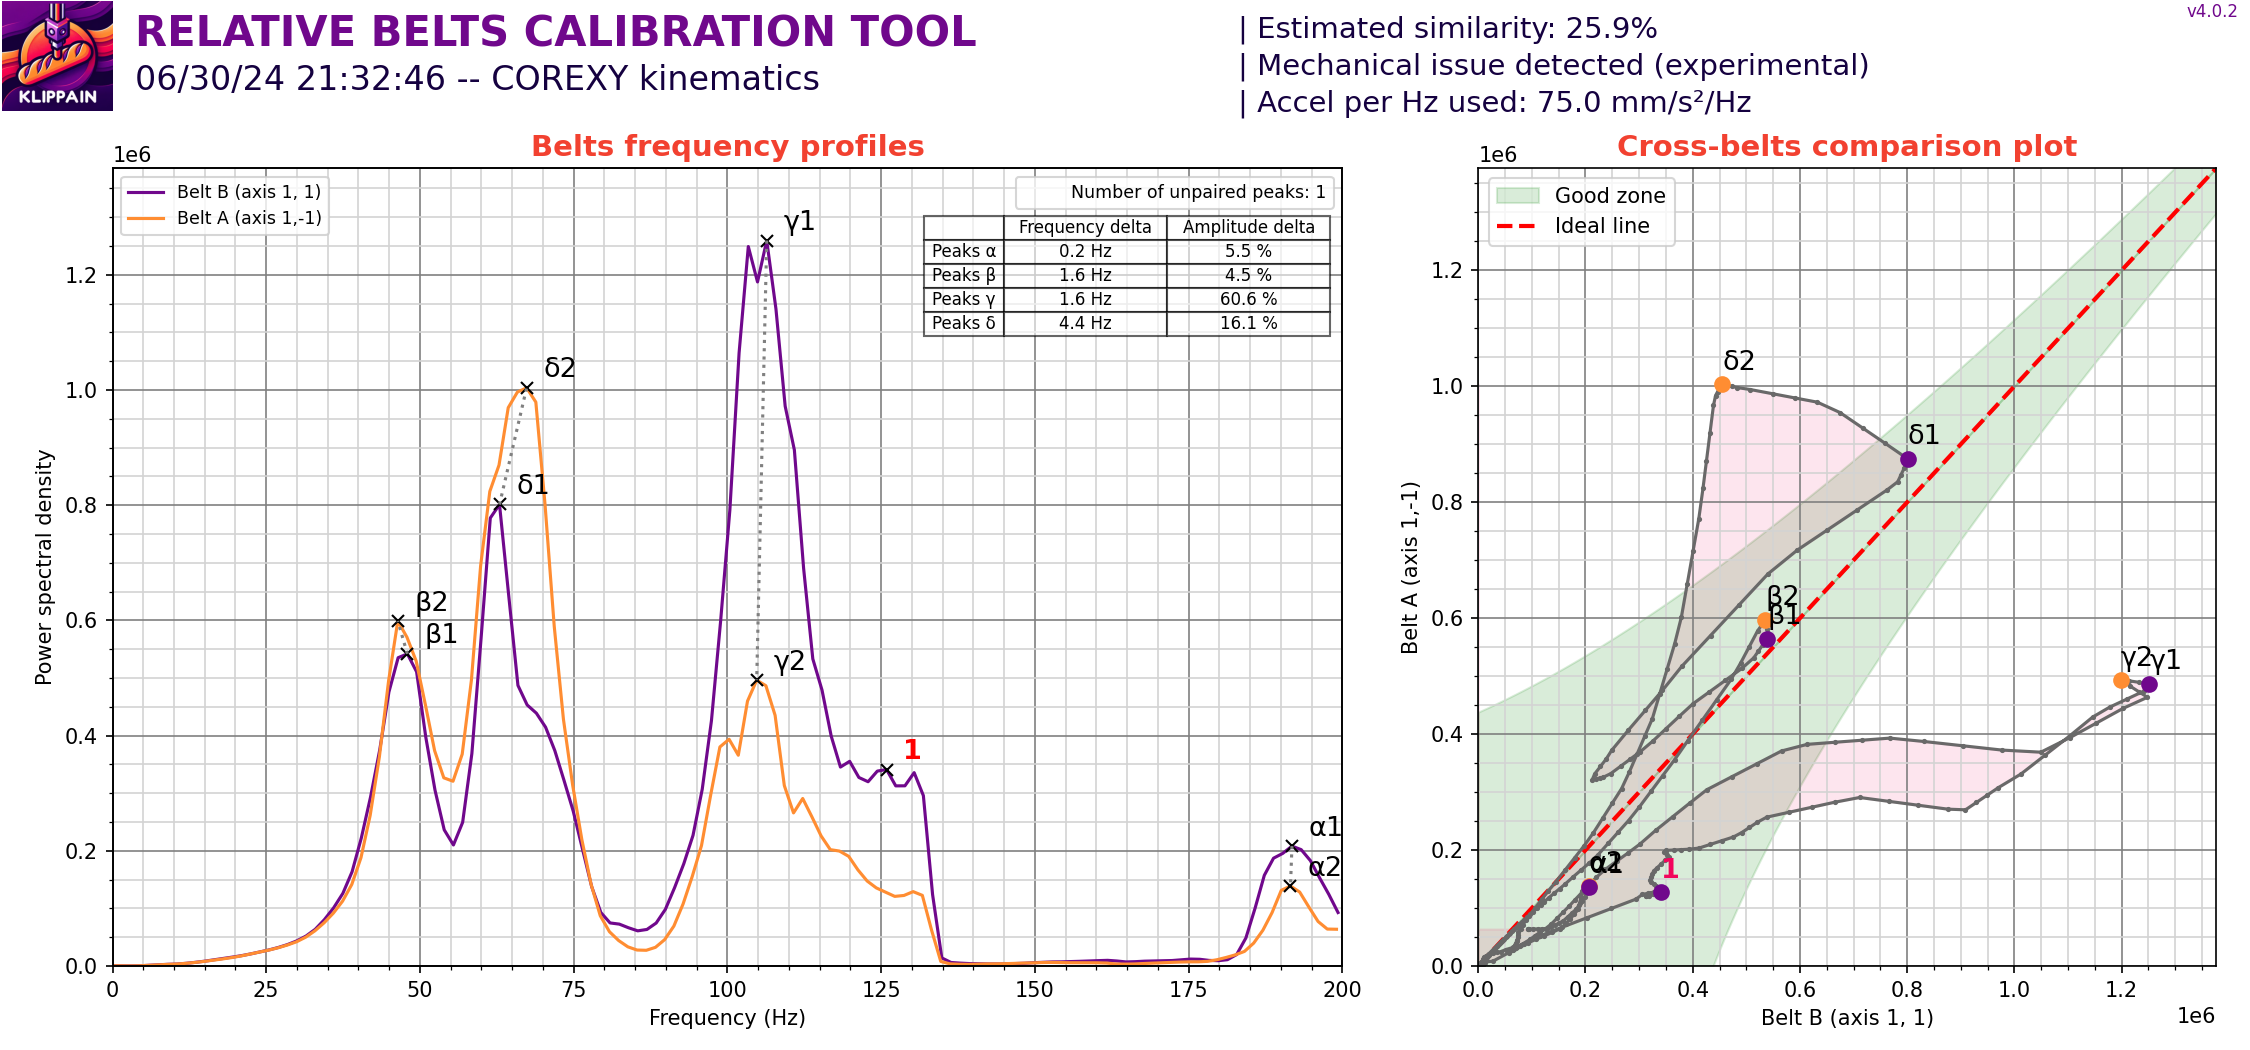 KLIPPAIN
RELATIVE BELTS CALIBRATION TOOL
06/30/24 21:32:46 -- COREXY kinematics
| Estimated similarity: 25.9%
| Mechanical issue detected (experimental)
| Accel per Hz used: 75.0 mm/s²/Hz
v4.0.2
Belts frequency profiles
1e6
Belt B (axis 1, 1)
Belt A (axis 1,-1)
Number of unpaired peaks: 1
Frequency delta Amplitude delta
Peaks α 0.2 Hz 5.5 %
Peaks β 1.6 Hz 4.5 %
Peaks γ 1.6 Hz 60.6 %
Peaks δ 4.4 Hz 16.1 %
γ1
δ2
δ1
β2
β1
γ2
1
α1
α2
Power spectral density
1.2
1.0
0.8
0.6
0.4
0.2
0.0
0 25 50 75 100 125 150 175 200
Frequency (Hz)
Cross-belts comparison plot
1e6
Good zone
Ideal line
δ2
δ1
β2
β1
γ2
γ1
α2
α1
1
Belt A (axis 1,-1)
1.2
1.0
0.8
0.6
0.4
0.2
0.0
0.0 0.2 0.4 0.6 0.8 1.0 1.2
Belt B (axis 1, 1)
1e6